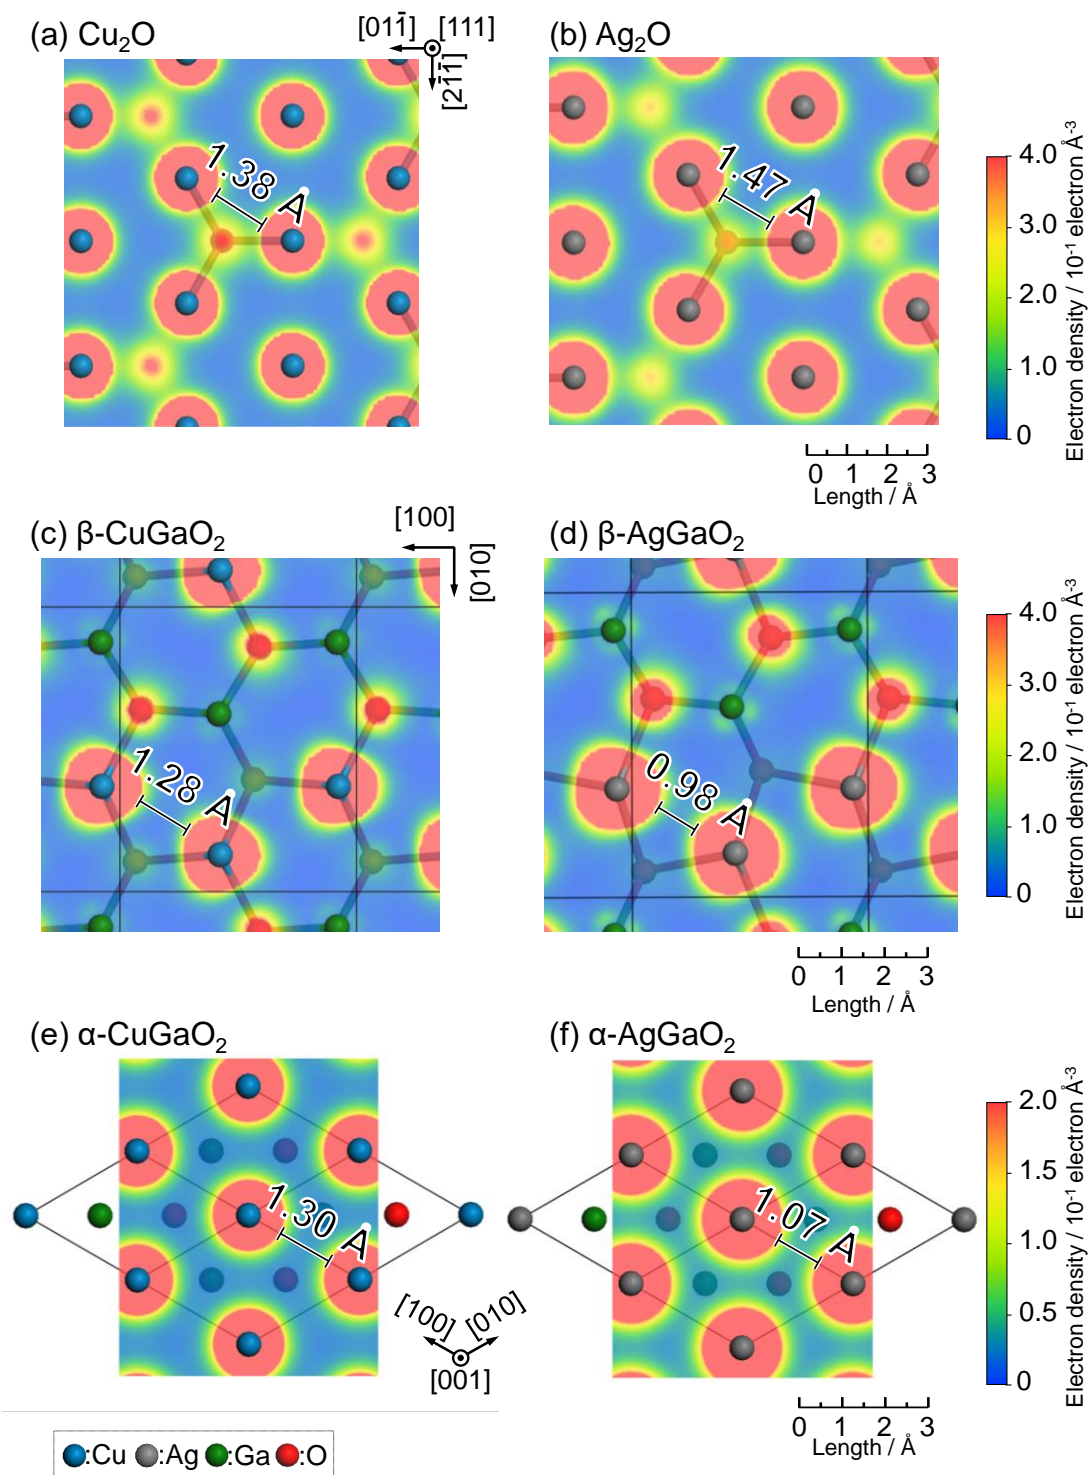 (a) Cu₂O
[01̄1̄] [111]
[21̄1̄]
1.38 Å
(b) Ag₂O
1.47 Å
4.0
3.0
2.0
1.0
0
Electron density / 10⁻¹ electron Å⁻³
0 1 2 3
Length / Å
(c) β-CuGaO₂
[100]
[010]
1.28 Å
(d) β-AgGaO₂
0.98 Å
4.0
3.0
2.0
1.0
0
Electron density / 10⁻¹ electron Å⁻³
0 1 2 3
Length / Å
(e) α-CuGaO₂
1.30 Å
[100] [010]
[001]
(f) α-AgGaO₂
1.07 Å
2.0
1.5
1.0
0.5
0
Electron density / 10⁻¹ electron Å⁻³
0 1 2 3
Length / Å
:Cu :Ag :Ga :O